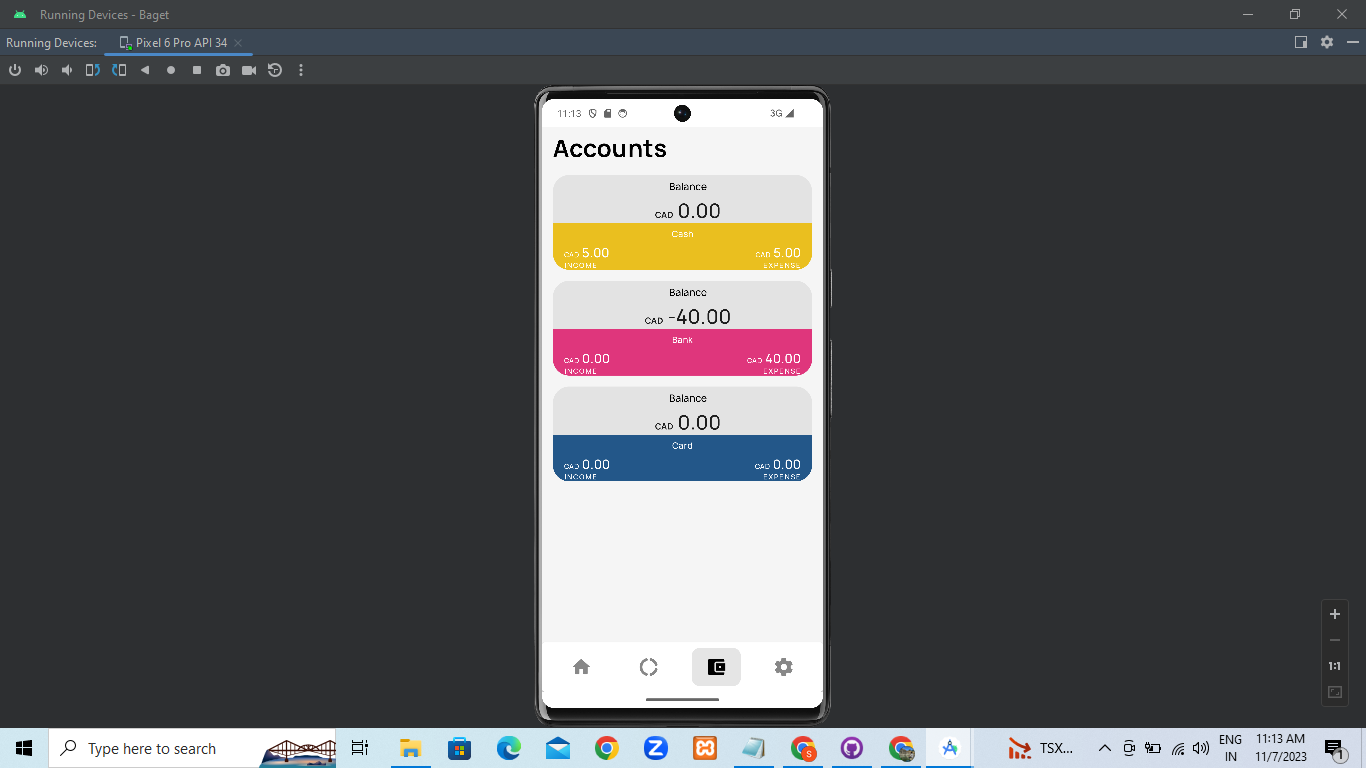 Running Devices - Baget
Running Devices: Pixel 6 Pro API 34
11:13 3G
Accounts
Balance
CAD 0.00
Cash
CAD 5.00 CAD 5.00
INCOME EXPENSE
Balance
CAD -40.00
Bank
CAD 0.00 CAD 40.00
INCOME EXPENSE
Balance
CAD 0.00
Card
CAD 0.00 CAD 0.00
INCOME EXPENSE
1:1
Type here to search
TSX...
ENG
IN
11:13 AM
11/7/2023
1
Z
S